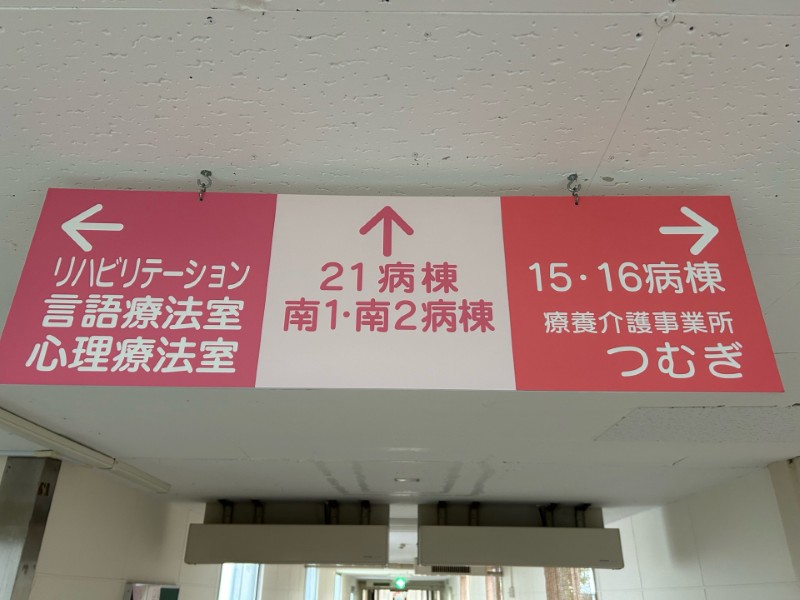 ←
リハビリテーション
言語療法室
心理療法室
↑
21病棟
南1・南2病棟
→
15・16病棟
療養介護事業所
つむぎ